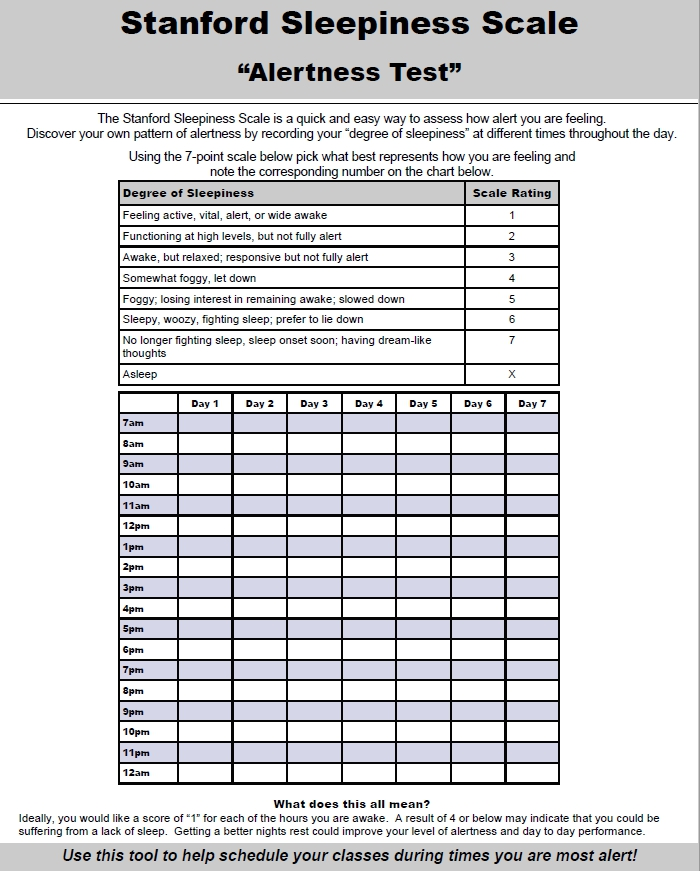 Stanford Sleepiness Scale
“Alertness Test”
The Stanford Sleepiness Scale is a quick and easy way to assess how alert you are feeling.
Discover your own pattern of alertness by recording your “degree of sleepiness” at different times throughout the day.
Using the 7-point scale below pick what best represents how you are feeling and
note the corresponding number on the chart below.
Degree of Sleepiness Scale Rating
Feeling active, vital, alert, or wide awake 1
Functioning at high levels, but not fully alert 2
Awake, but relaxed; responsive but not fully alert 3
Somewhat foggy, let down 4
Foggy; losing interest in remaining awake; slowed down 5
Sleepy, woozy, fighting sleep; prefer to lie down 6
No longer fighting sleep, sleep onset soon; having dream-like 7
thoughts
Asleep X
Day 1 Day 2 Day 3 Day 4 Day 5 Day 6 Day 7
7am
8am
9am
10am
11am
12pm
1pm
2pm
3pm
4pm
5pm
6pm
7pm
8pm
9pm
10pm
11pm
12am
What does this all mean?
Ideally, you would like a score of “1” for each of the hours you are awake. A result of 4 or below may indicate that you could be
suffering from a lack of sleep. Getting a better nights rest could improve your level of alertness and day to day performance.
Use this tool to help schedule your classes during times you are most alert!